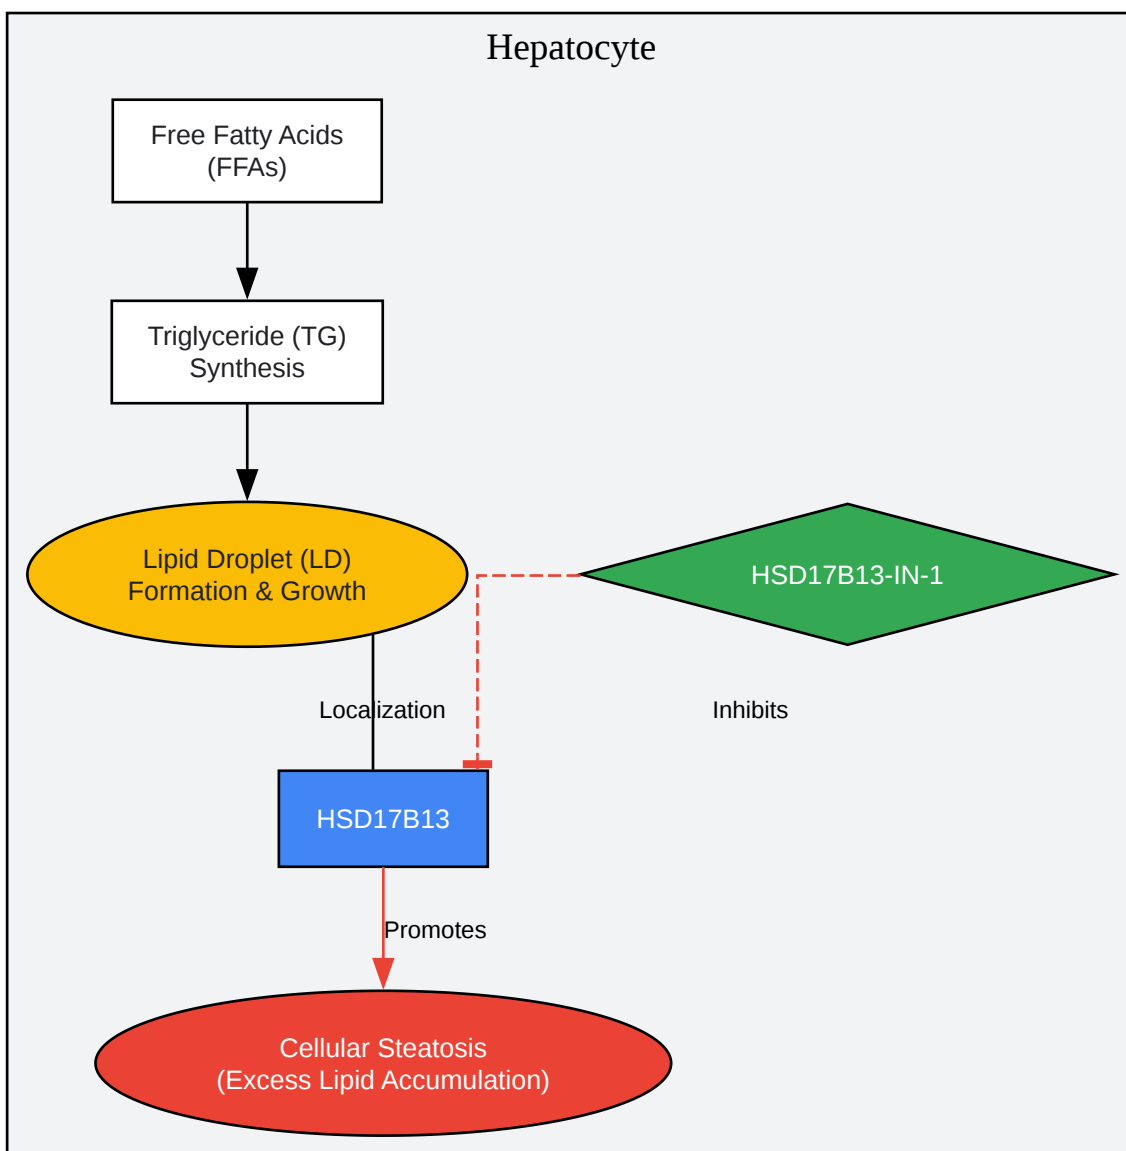 Hepatocyte
Free Fatty Acids
(FFAs)
Triglyceride (TG)
Synthesis
Lipid Droplet (LD)
Formation & Growth
HSD17B13-IN-1
Localization
Inhibits
HSD17B13
Promotes
Cellular Steatosis
(Excess Lipid Accumulation)